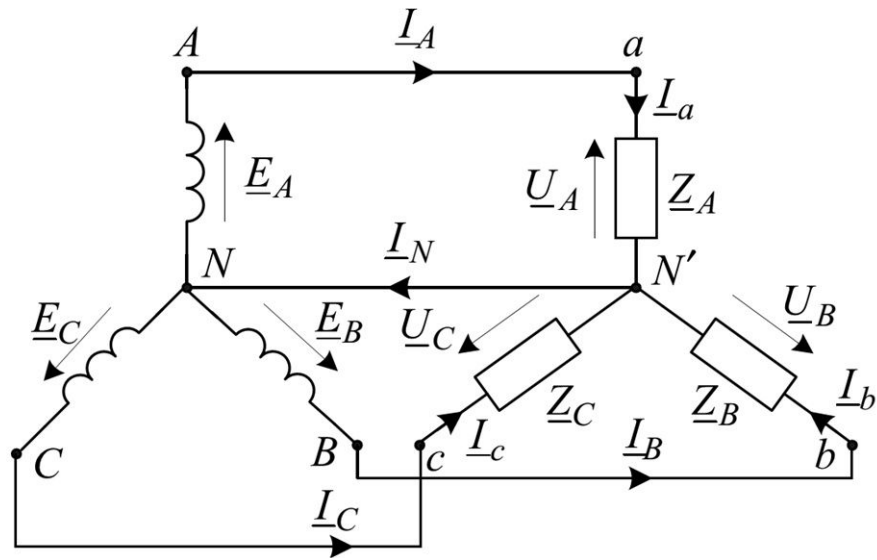 A I_A a
I_a
E_A U_A Z_A
N I_N N′
E_C E_B U_C U_B
Z_C Z_B I_b
C B c I_c I_B b
I_C